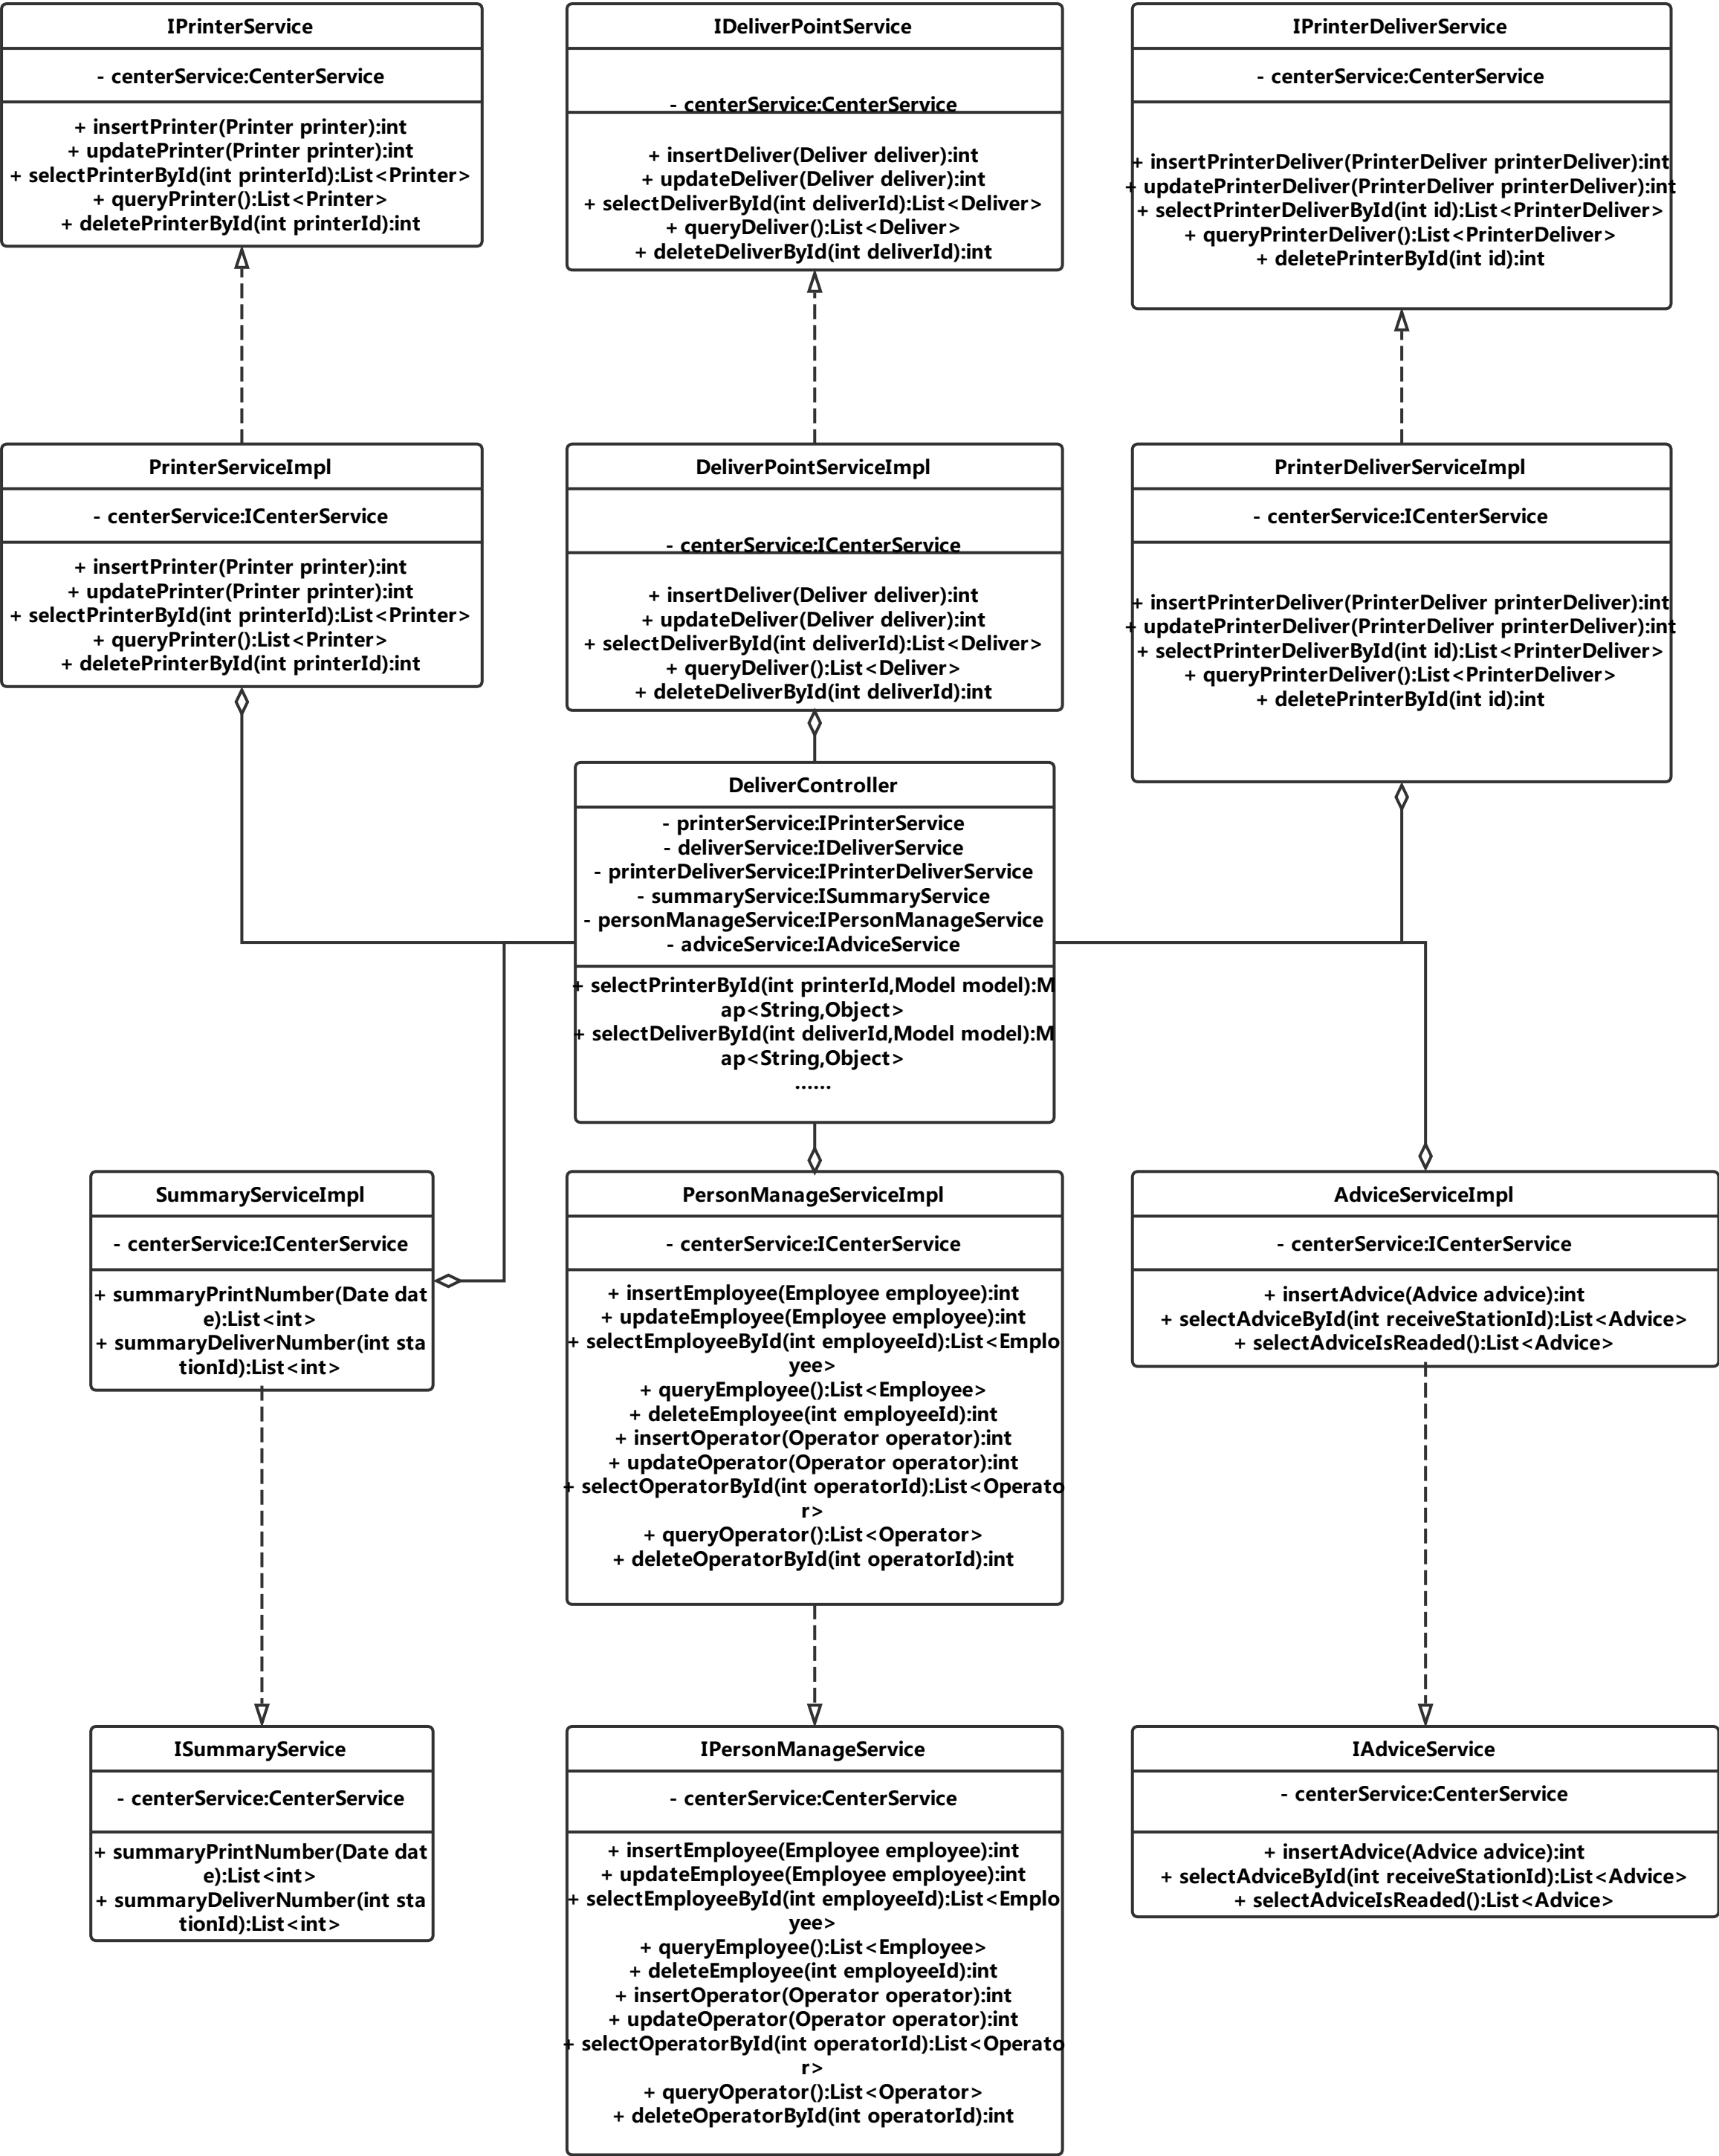 IPrinterService
- centerService:CenterService
+ insertPrinter(Printer printer):int
+ updatePrinter(Printer printer):int
+ selectPrinterById(int printerId):List<Printer>
+ queryPrinter():List<Printer>
+ deletePrinterById(int printerId):int
IDeliverPointService
- centerService:CenterService
+ insertDeliver(Deliver deliver):int
+ updateDeliver(Deliver deliver):int
+ selectDeliverById(int deliverId):List<Deliver>
+ queryDeliver():List<Deliver>
+ deleteDeliverById(int deliverId):int
IPrinterDeliverService
- centerService:CenterService
+ insertPrinterDeliver(PrinterDeliver printerDeliver):int
+ updatePrinterDeliver(PrinterDeliver printerDeliver):int
+ selectPrinterDeliverById(int id):List<PrinterDeliver>
+ queryPrinterDeliver():List<PrinterDeliver>
+ deletePrinterById(int id):int
PrinterServiceImpl
- centerService:ICenterService
+ insertPrinter(Printer printer):int
+ updatePrinter(Printer printer):int
+ selectPrinterById(int printerId):List<Printer>
+ queryPrinter():List<Printer>
+ deletePrinterById(int printerId):int
DeliverPointServiceImpl
- centerService:ICenterService
+ insertDeliver(Deliver deliver):int
+ updateDeliver(Deliver deliver):int
+ selectDeliverById(int deliverId):List<Deliver>
+ queryDeliver():List<Deliver>
+ deleteDeliverById(int deliverId):int
PrinterDeliverServiceImpl
- centerService:ICenterService
+ insertPrinterDeliver(PrinterDeliver printerDeliver):int
+ updatePrinterDeliver(PrinterDeliver printerDeliver):int
+ selectPrinterDeliverById(int id):List<PrinterDeliver>
+ queryPrinterDeliver():List<PrinterDeliver>
+ deletePrinterById(int id):int
DeliverController
- printerService:IPrinterService
- deliverService:IDeliverService
- printerDeliverService:IPrinterDeliverService
- summaryService:ISummaryService
- personManageService:IPersonManageService
- adviceService:IAdviceService
+ selectPrinterById(int printerId,Model model):M
ap<String,Object>
+ selectDeliverById(int deliverId,Model model):M
ap<String,Object>
......
SummaryServiceImpl
- centerService:ICenterService
+ summaryPrintNumber(Date dat
e):List<int>
+ summaryDeliverNumber(int sta
tionId):List<int>
PersonManageServiceImpl
- centerService:ICenterService
+ insertEmployee(Employee employee):int
+ updateEmployee(Employee employee):int
+ selectEmployeeById(int employeeId):List<Emplo
yee>
+ queryEmployee():List<Employee>
+ deleteEmployee(int employeeId):int
+ insertOperator(Operator operator):int
+ updateOperator(Operator operator):int
+ selectOperatorById(int operatorId):List<Operato
r>
+ queryOperator():List<Operator>
+ deleteOperatorById(int operatorId):int
AdviceServiceImpl
- centerService:ICenterService
+ insertAdvice(Advice advice):int
+ selectAdviceById(int receiveStationId):List<Advice>
+ selectAdviceIsReaded():List<Advice>
ISummaryService
- centerService:CenterService
+ summaryPrintNumber(Date dat
e):List<int>
+ summaryDeliverNumber(int sta
tionId):List<int>
IPersonManageService
- centerService:CenterService
+ insertEmployee(Employee employee):int
+ updateEmployee(Employee employee):int
+ selectEmployeeById(int employeeId):List<Emplo
yee>
+ queryEmployee():List<Employee>
+ deleteEmployee(int employeeId):int
+ insertOperator(Operator operator):int
+ updateOperator(Operator operator):int
+ selectOperatorById(int operatorId):List<Operato
r>
+ queryOperator():List<Operator>
+ deleteOperatorById(int operatorId):int
IAdviceService
- centerService:CenterService
+ insertAdvice(Advice advice):int
+ selectAdviceById(int receiveStationId):List<Advice>
+ selectAdviceIsReaded():List<Advice>